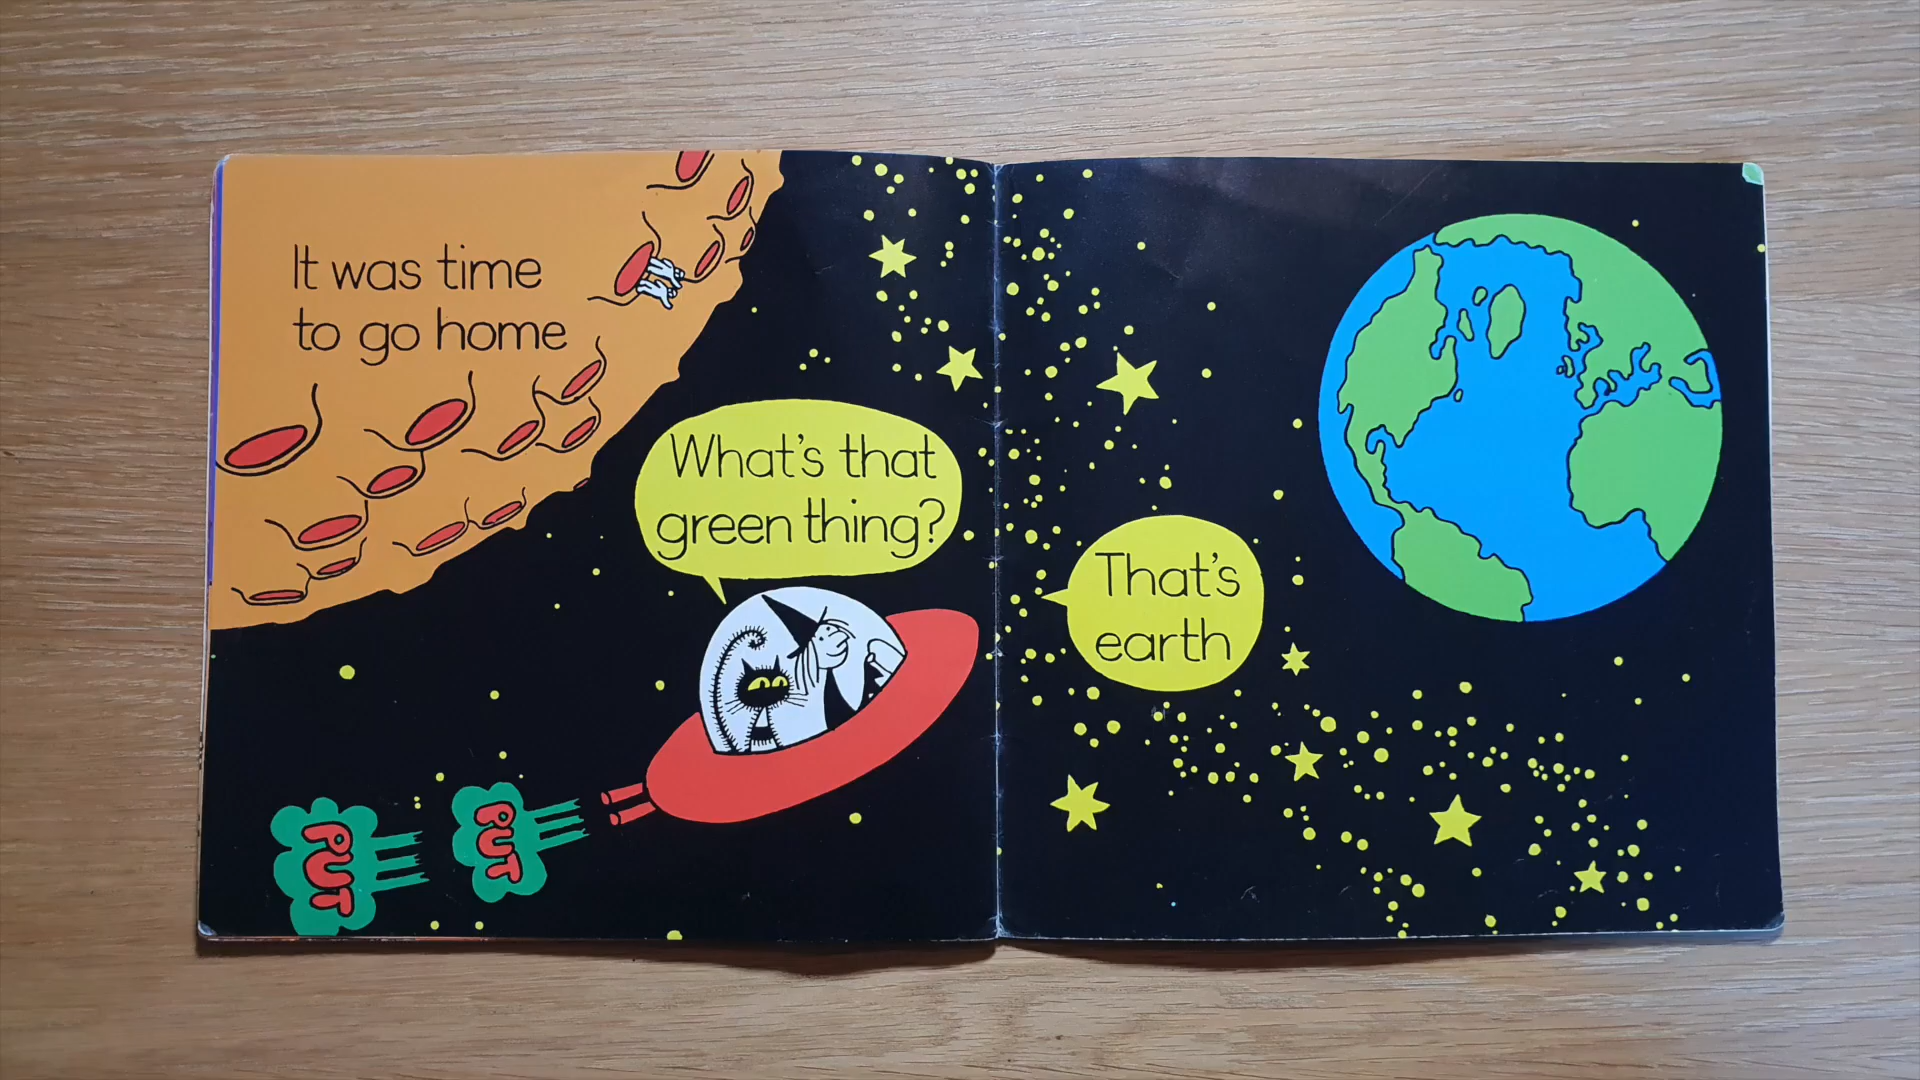 It was time
to go home
What's that
green thing?
That's
earth
PUT
PUT